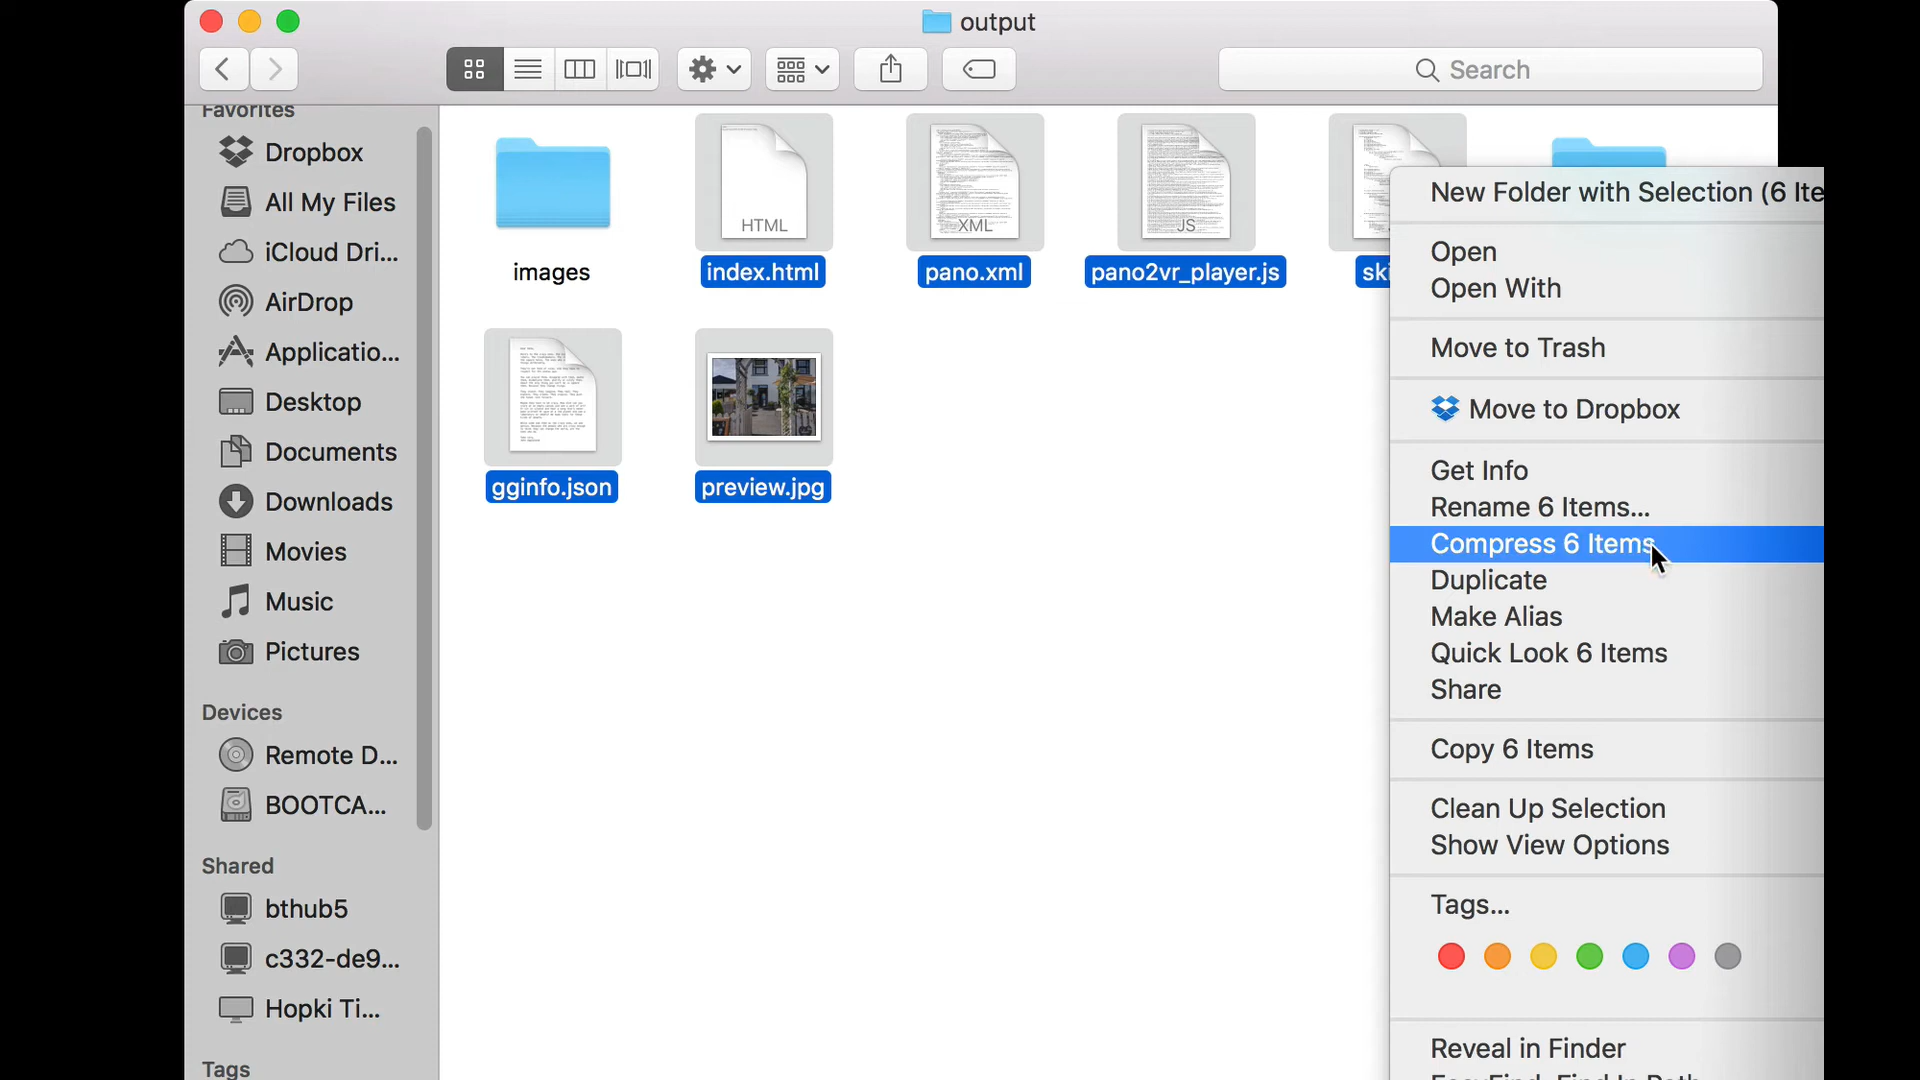 output
Search
Favorites
Dropbox
All My Files
iCloud Dri...
AirDrop
Applicatio...
Desktop
Documents
Downloads
Movies
Music
Pictures
Devices
Remote D...
BOOTCA...
Shared
bthub5
c332-de9...
Hopki Ti...
Tags
HTML
XML
JS
images
index.html
pano.xml
pano2vr_player.js
ski
gginfo.json
preview.jpg
New Folder with Selection (6 Ite
Open
Open With
Move to Trash
Move to Dropbox
Get Info
Rename 6 Items...
Compress 6 Items
Duplicate
Make Alias
Quick Look 6 Items
Share
Copy 6 Items
Clean Up Selection
Show View Options
Tags...
Reveal in Finder